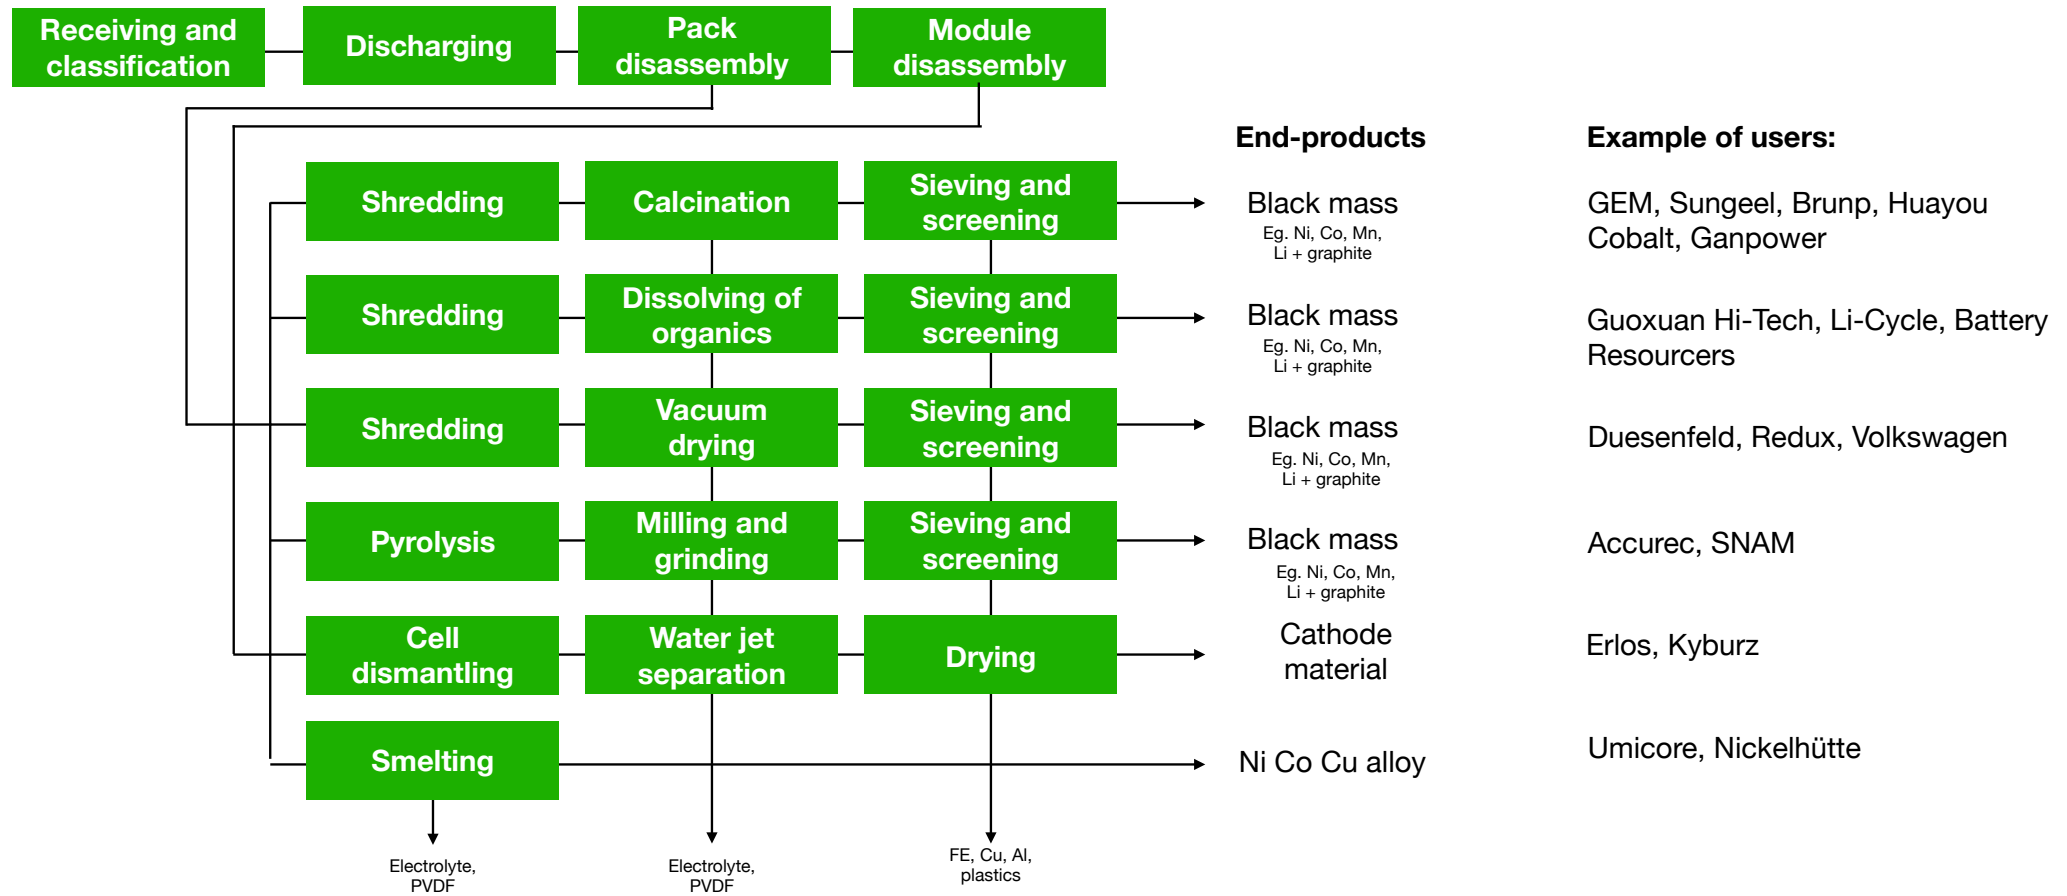 Receiving and
classification
Discharging
Pack
disassembly
Module
disassembly
End-products
Example of users:
Shredding
Calcination
Sieving and
screening
Black mass
Eg. Ni, Co, Mn,
Li + graphite
GEM, Sungeel, Brunp, Huayou
Cobalt, Ganpower
Shredding
Dissolving of
organics
Sieving and
screening
Black mass
Eg. Ni, Co, Mn,
Li + graphite
Guoxuan Hi-Tech, Li-Cycle, Battery
Resourcers
Shredding
Vacuum
drying
Sieving and
screening
Black mass
Eg. Ni, Co, Mn,
Li + graphite
Duesenfeld, Redux, Volkswagen
Pyrolysis
Milling and
grinding
Sieving and
screening
Black mass
Eg. Ni, Co, Mn,
Li + graphite
Accurec, SNAM
Cell
dismantling
Water jet
separation
Drying
Cathode
material
Erlos, Kyburz
Smelting
Ni Co Cu alloy
Umicore, Nickelhütte
Electrolyte,
PVDF
Electrolyte,
PVDF
FE, Cu, Al,
plastics